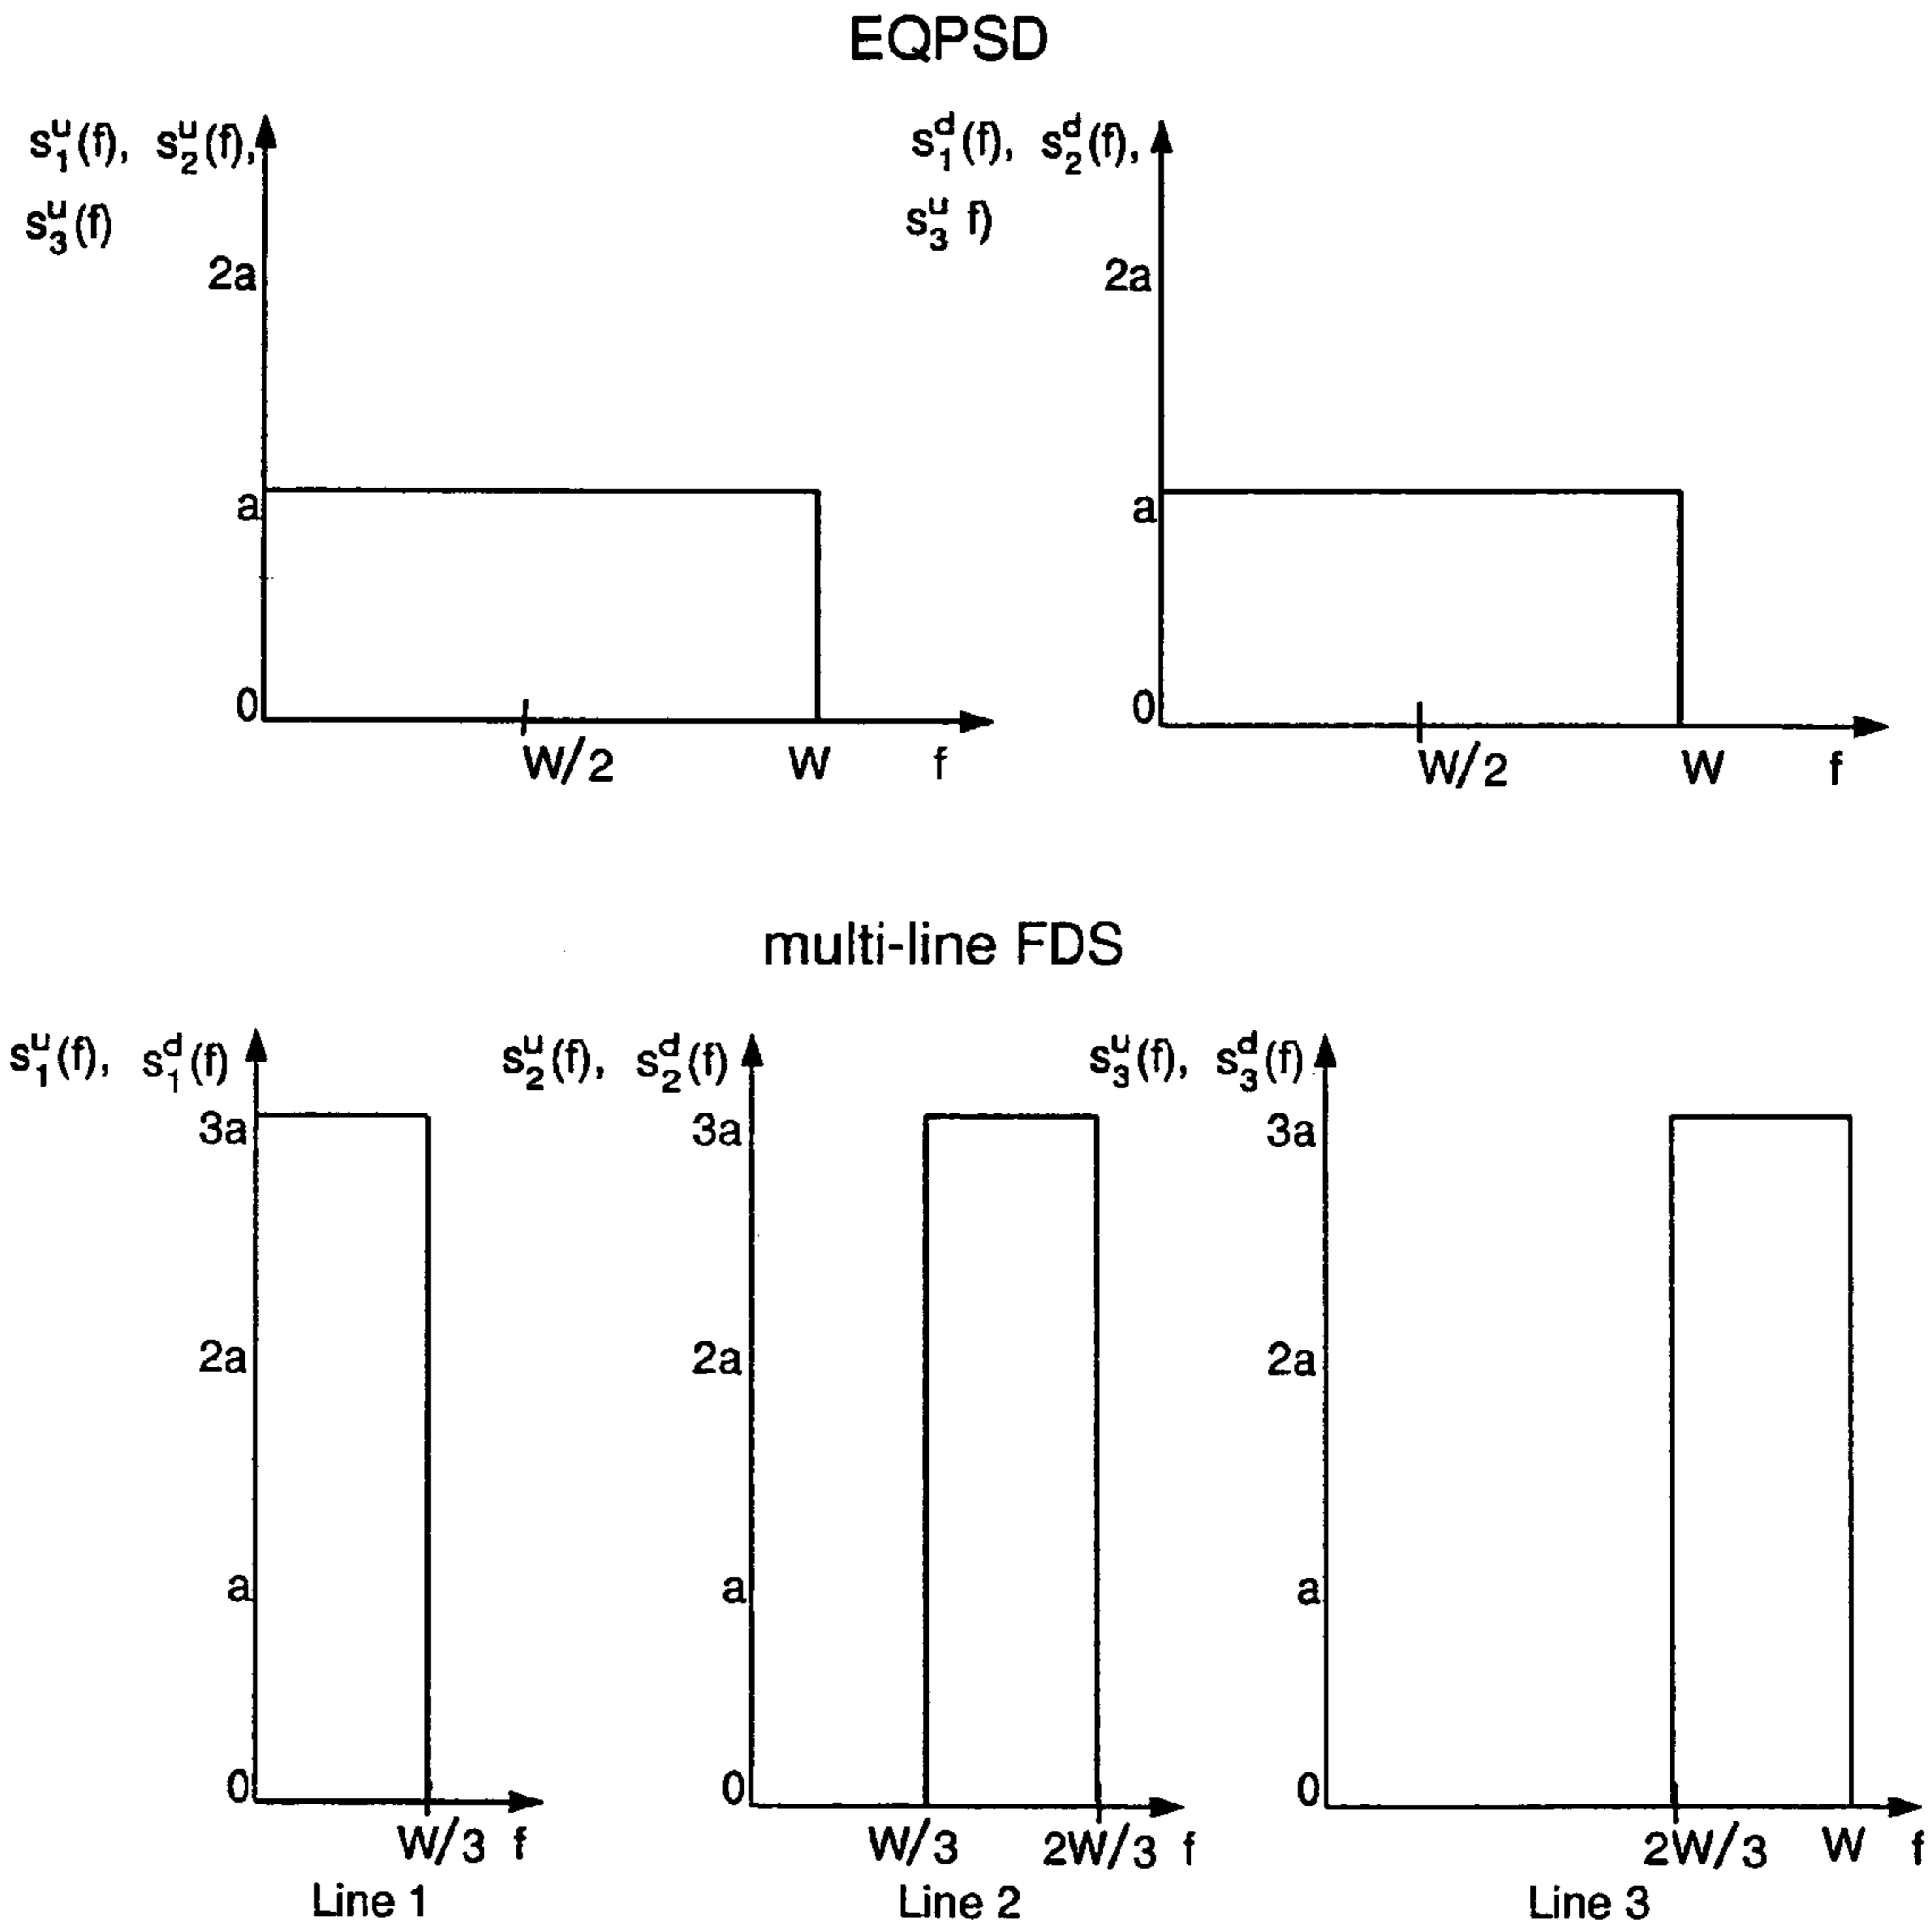 EQPSD
s₁ᵘ(f), s₂ᵘ(f),
s₃ᵘ(f)
2a
a
0
W/2 W f
s₁ᵈ(f), s₂ᵈ(f),
s₃ᵘ f)
2a
a
0
W/2 W f
multi-line FDS
s₁ᵘ(f), s₁ᵈ(f)
3a
2a
a
0
W/3 f
Line 1
s₂ᵘ(f), s₂ᵈ(f)
3a
2a
a
0
W/3 2W/3 f
Line 2
s₃ᵘ(f), s₃ᵈ(f)
3a
2a
a
0
2W/3 W f
Line 3